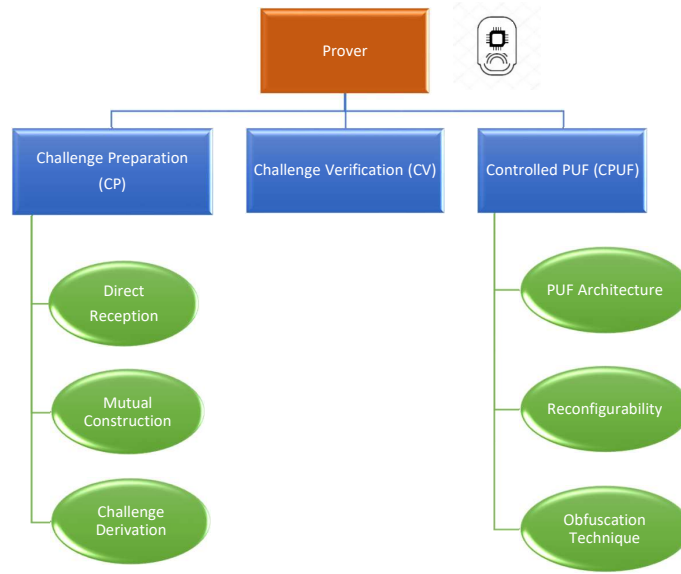 Prover
Challenge Preparation
(CP)
Challenge Verification (CV)
Controlled PUF (CPUF)
Direct
Reception
Mutual
Construction
Challenge
Derivation
PUF Architecture
Reconfigurability
Obfuscation
Technique